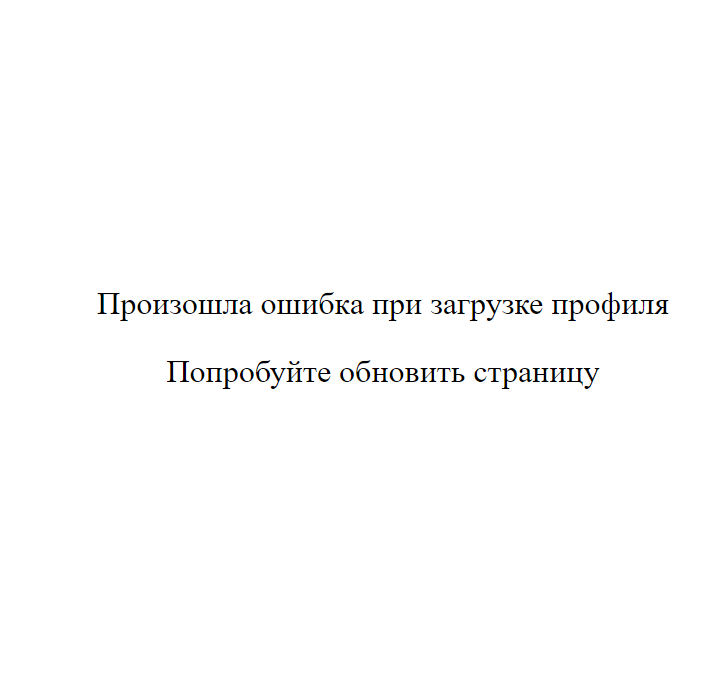 Произошла ошибка при загрузке профиля
Попробуйте обновить страницу